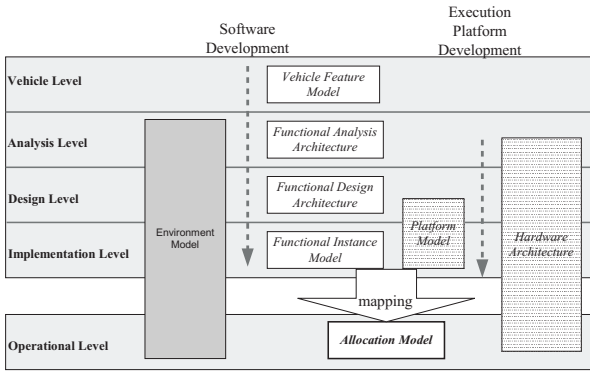 Software
Development
Execution
Platform
Development
Vehicle Level
Vehicle Feature
Model
Analysis Level
Functional Analysis
Architecture
Design Level
Functional Design
Architecture
Environment
Model
Platform
Model
Hardware
Architecture
Implementation Level
Functional Instance
Model
mapping
Operational Level
Allocation Model